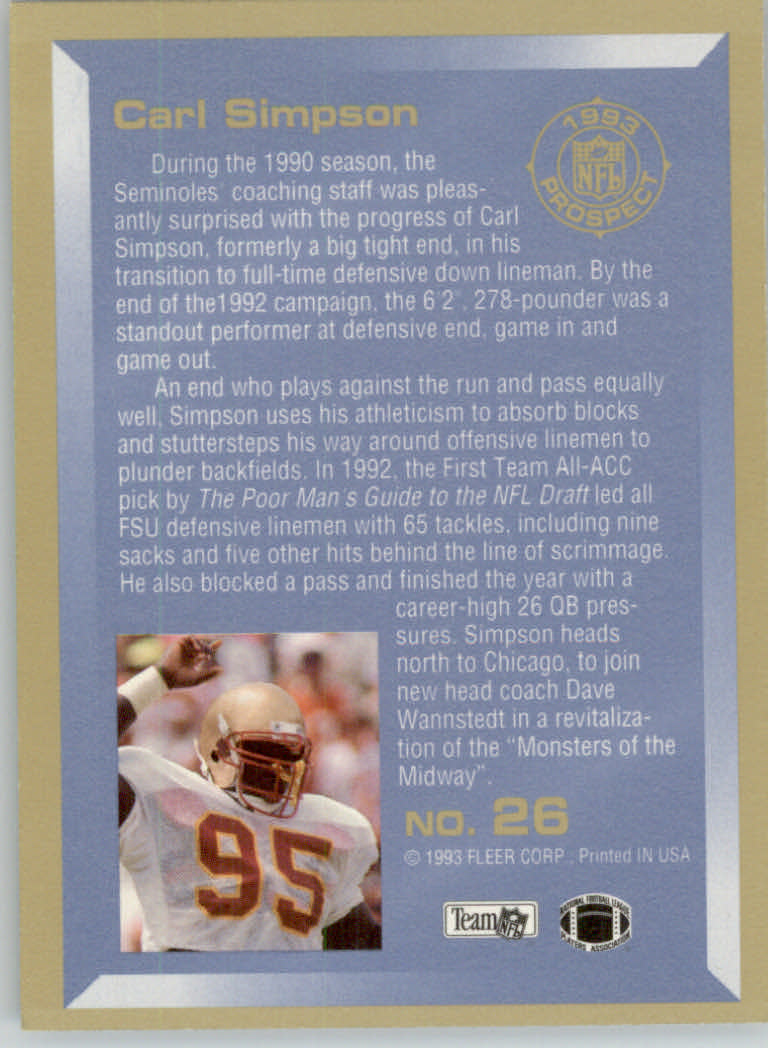 Carl Simpson
1993
NFL
PROSPECT
During the 1990 season, the
Seminoles' coaching staff was pleas-
antly surprised with the progress of Carl
Simpson, formerly a big tight end, in his
transition to full-time defensive down lineman. By the
end of the1992 campaign, the 6'2", 278-pounder was a
standout performer at defensive end, game in and
game out.
An end who plays against the run and pass equally
well, Simpson uses his athleticism to absorb blocks
and stuttersteps his way around offensive linemen to
plunder backfields. In 1992, the First Team All-ACC
pick by The Poor Man's Guide to the NFL Draft led all
FSU defensive linemen with 65 tackles, including nine
sacks and five other hits behind the line of scrimmage.
He also blocked a pass and finished the year with a
career-high 26 QB pres-
sures. Simpson heads
north to Chicago, to join
new head coach Dave
Wannstedt in a revitaliza-
tion of the "Monsters of the
Midway".
95
NO. 26
© 1993 FLEER CORP. Printed IN USA
Team NFL
NATIONAL FOOTBALL LEAGUE
PLAYERS ASSOCIATION